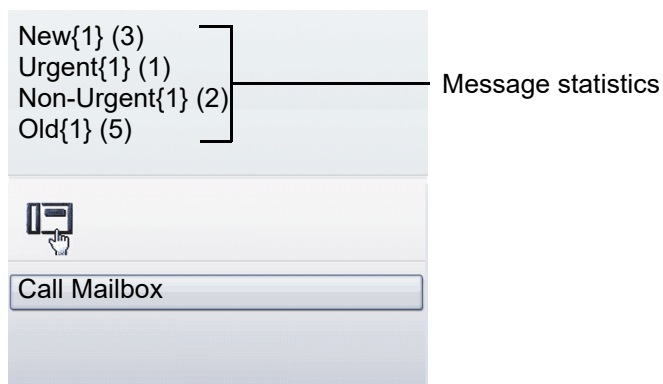 New{1} (3)
Urgent{1} (1)
Non-Urgent{1} (2)
Old{1} (5)
Message statistics
Call Mailbox